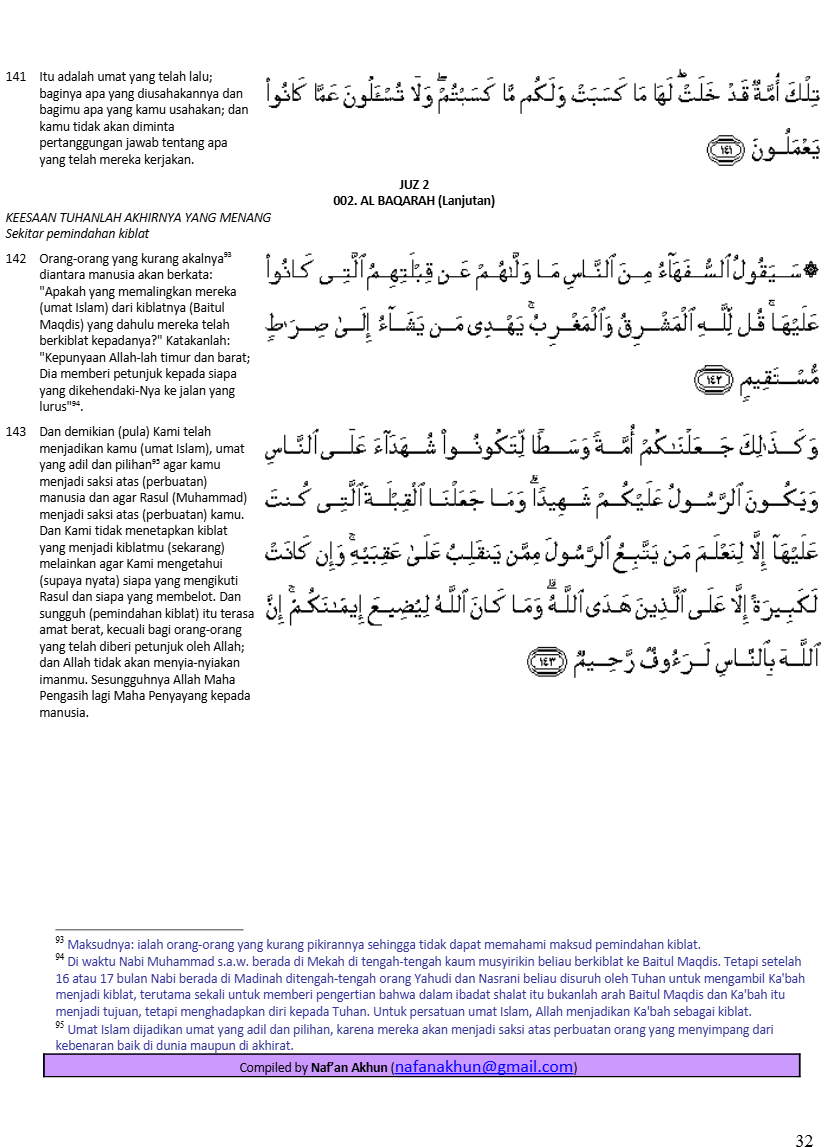 141 Itu adalah umat yang telah lalu;
baginya apa yang diusahakannya dan
bagimu apa yang kamu usahakan; dan
kamu tidak akan diminta
pertanggungan jawab tentang apa
yang telah mereka kerjakan.
تِلْكَ أُمَّةٌ قَدْ خَلَتْ ۖ لَهَا مَا كَسَبَتْ وَلَكُم مَّا كَسَبْتُمْ ۖ وَلَا تُسْـَٔلُونَ عَمَّا كَانُوا۟
يَعْمَلُونَ ١٤١
JUZ 2
002. AL BAQARAH (Lanjutan)
KEESAAN TUHANLAH AKHIRNYA YANG MENANG
Sekitar pemindahan kiblat
142 Orang-orang yang kurang akalnya93
diantara manusia akan berkata:
"Apakah yang memalingkan mereka
(umat Islam) dari kiblatnya (Baitul
Maqdis) yang dahulu mereka telah
berkiblat kepadanya?" Katakanlah:
"Kepunyaan Allah-lah timur dan barat;
Dia memberi petunjuk kepada siapa
yang dikehendaki-Nya ke jalan yang
lurus"94.
۞ سَيَقُولُ ٱلسُّفَهَآءُ مِنَ ٱلنَّاسِ مَا وَلَّىٰهُمْ عَن قِبْلَتِهِمُ ٱلَّتِى كَانُوا۟
عَلَيْهَا ۚ قُل لِّلَّهِ ٱلْمَشْرِقُ وَٱلْمَغْرِبُ ۚ يَهْدِى مَن يَشَآءُ إِلَىٰ صِرَٰطٍ
مُّسْتَقِيمٍ ١٤٢
143 Dan demikian (pula) Kami telah
menjadikan kamu (umat Islam), umat
yang adil dan pilihan95 agar kamu
menjadi saksi atas (perbuatan)
manusia dan agar Rasul (Muhammad)
menjadi saksi atas (perbuatan) kamu.
Dan Kami tidak menetapkan kiblat
yang menjadi kiblatmu (sekarang)
melainkan agar Kami mengetahui
(supaya nyata) siapa yang mengikuti
Rasul dan siapa yang membelot. Dan
sungguh (pemindahan kiblat) itu terasa
amat berat, kecuali bagi orang-orang
yang telah diberi petunjuk oleh Allah;
dan Allah tidak akan menyia-nyiakan
imanmu. Sesungguhnya Allah Maha
Pengasih lagi Maha Penyayang kepada
manusia.
وَكَذَٰلِكَ جَعَلْنَٰكُمْ أُمَّةً وَسَطًا لِّتَكُونُوا۟ شُهَدَآءَ عَلَى ٱلنَّاسِ
وَيَكُونَ ٱلرَّسُولُ عَلَيْكُمْ شَهِيدًا ۗ وَمَا جَعَلْنَا ٱلْقِبْلَةَ ٱلَّتِى كُنتَ
عَلَيْهَآ إِلَّا لِنَعْلَمَ مَن يَتَّبِعُ ٱلرَّسُولَ مِمَّن يَنقَلِبُ عَلَىٰ عَقِبَيْهِ ۚ وَإِن كَانَتْ
لَكَبِيرَةً إِلَّا عَلَى ٱلَّذِينَ هَدَى ٱللَّهُ ۗ وَمَا كَانَ ٱللَّهُ لِيُضِيعَ إِيمَٰنَكُمْ ۚ إِنَّ
ٱللَّهَ بِٱلنَّاسِ لَرَءُوفٌ رَّحِيمٌ ١٤٣
93 Maksudnya: ialah orang-orang yang kurang pikirannya sehingga tidak dapat memahami maksud pemindahan kiblat.
94 Di waktu Nabi Muhammad s.a.w. berada di Mekah di tengah-tengah kaum musyirikin beliau berkiblat ke Baitul Maqdis. Tetapi setelah
16 atau 17 bulan Nabi berada di Madinah ditengah-tengah orang Yahudi dan Nasrani beliau disuruh oleh Tuhan untuk mengambil Ka'bah
menjadi kiblat, terutama sekali untuk memberi pengertian bahwa dalam ibadat shalat itu bukanlah arah Baitul Maqdis dan Ka'bah itu
menjadi tujuan, tetapi menghadapkan diri kepada Tuhan. Untuk persatuan umat Islam, Allah menjadikan Ka'bah sebagai kiblat.
95 Umat Islam dijadikan umat yang adil dan pilihan, karena mereka akan menjadi saksi atas perbuatan orang yang menyimpang dari
kebenaran baik di dunia maupun di akhirat.
Compiled by Naf'an Akhun (nafanakhun@gmail.com)
32